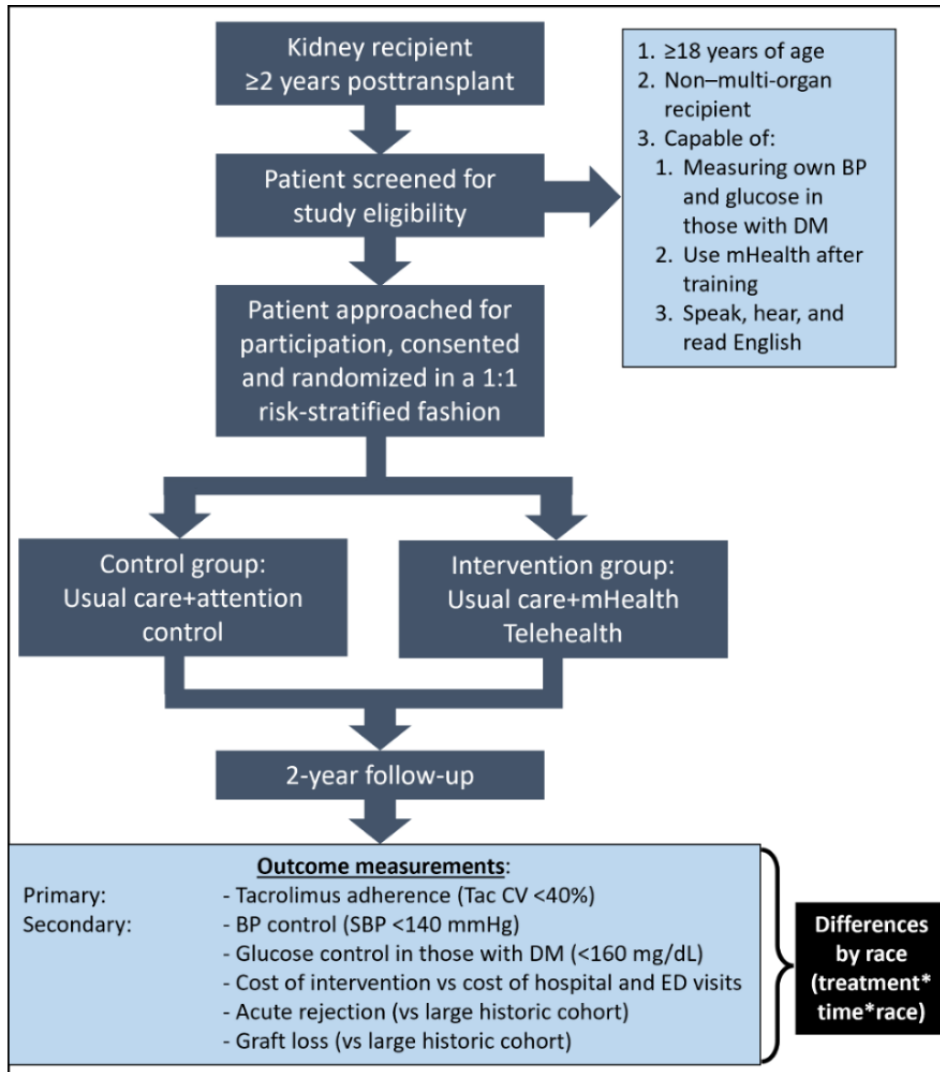 Kidney recipient
≥2 years posttransplant
1. ≥18 years of age
2. Non–multi-organ
recipient
3. Capable of:
1. Measuring own BP
and glucose in
those with DM
2. Use mHealth after
training
3. Speak, hear, and
read English
Patient screened for
study eligibility
Patient approached for
participation, consented
and randomized in a 1:1
risk-stratified fashion
Control group:
Usual care+attention
control
Intervention group:
Usual care+mHealth
Telehealth
2-year follow-up
Outcome measurements:
Primary: - Tacrolimus adherence (Tac CV <40%)
Secondary: - BP control (SBP <140 mmHg)
- Glucose control in those with DM (<160 mg/dL)
- Cost of intervention vs cost of hospital and ED visits
- Acute rejection (vs large historic cohort)
- Graft loss (vs large historic cohort)
Differences
by race
(treatment*
time*race)